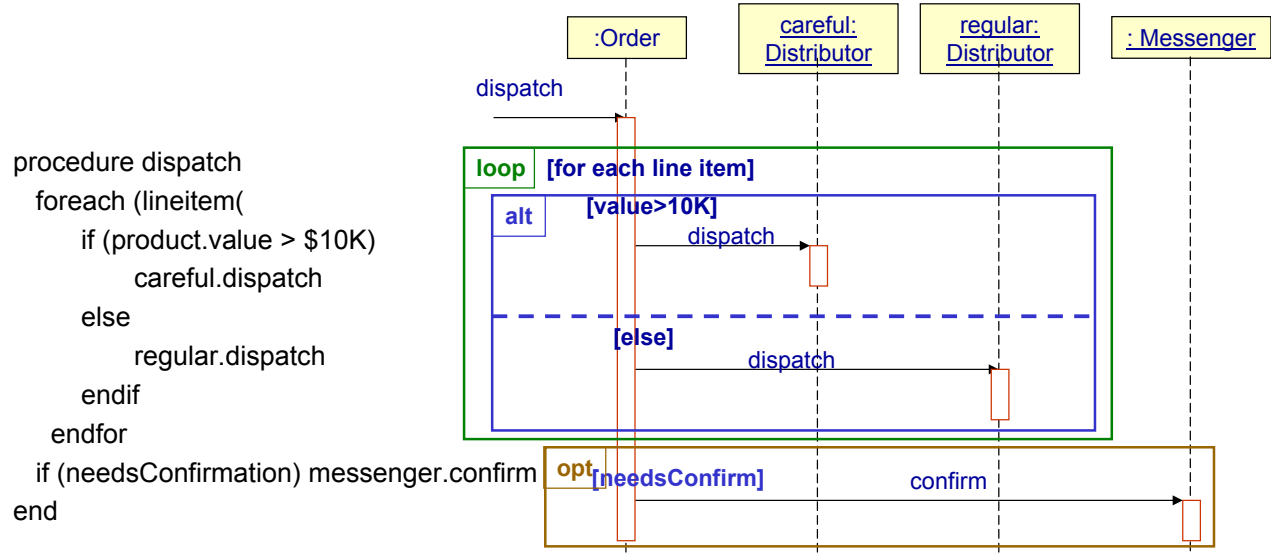 :Order
careful:
Distributor
regular:
Distributor
: Messenger
dispatch
procedure dispatch
foreach (lineitem(
if (product.value > $10K)
careful.dispatch
else
regular.dispatch
endif
endfor
if (needsConfirmation) messenger.confirm
end
loop
[for each line item]
alt
[value>10K]
dispatch
[else]
dispatch
opt
[needsConfirm]
confirm